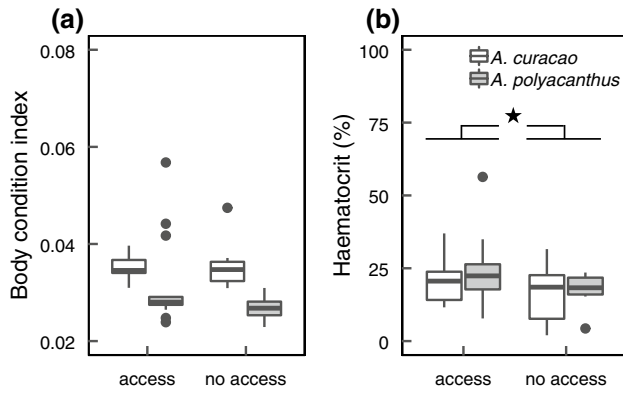 (a)
Body condition index
0.08
0.06
0.04
0.02
access no access
(b)
Haematocrit (%)
100
75
50
25
0
A. curacao
A. polyacanthus
★
access no access